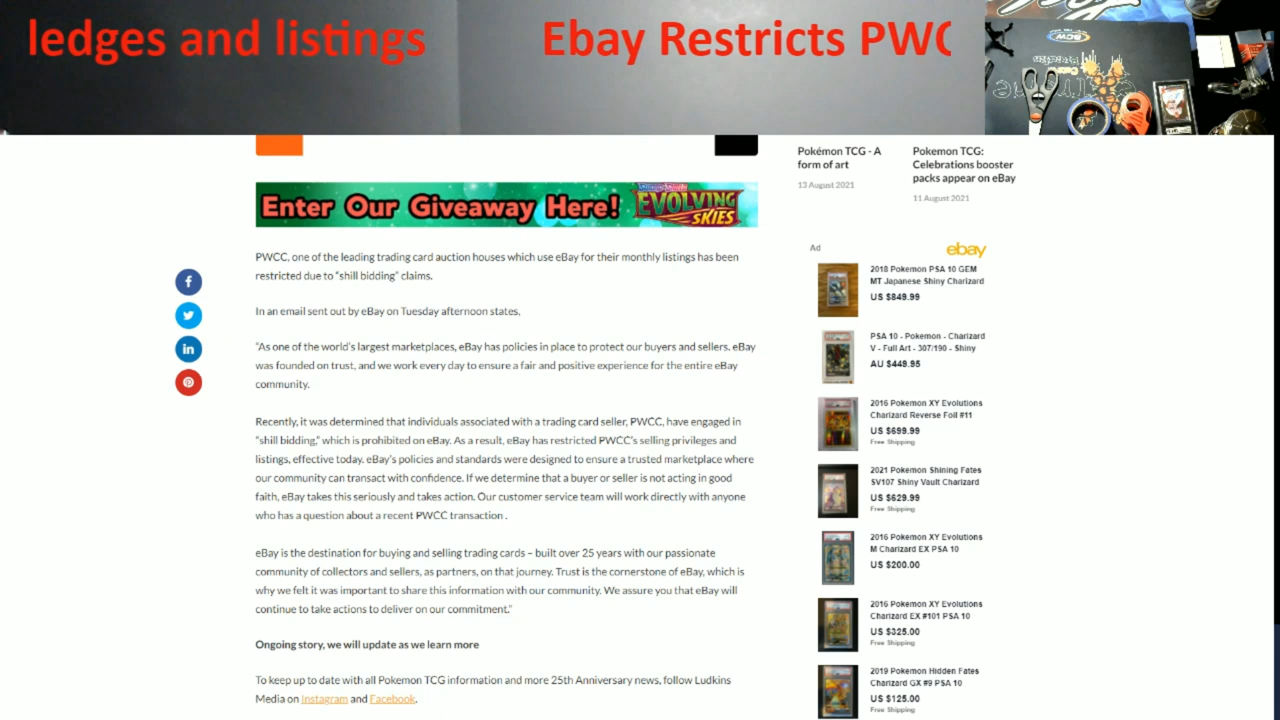 ledges and listings
Ebay Restricts PWC
Pokémon TCG - A
form of art
13 August 2021
Pokemon TCG:
Celebrations booster
packs appear on eBay
11 August 2021
Enter Our Giveaway Here!
EVOLVING
SKIES
PWCC, one of the leading trading card auction houses which use eBay for their monthly listings has been
restricted due to "shill bidding" claims.
In an email sent out by eBay on Tuesday afternoon states.
"As one of the world's largest marketplaces, eBay has policies in place to protect our buyers and sellers. eBay
was founded on trust, and we work every day to ensure a fair and positive experience for the entire eBay
community.
Recently, it was determined that individuals associated with a trading card seller, PWCC, have engaged in
"shill bidding," which is prohibited on eBay. As a result, eBay has restricted PWCC's selling privileges and
listings, effective today. eBay's policies and standards were designed to ensure a trusted marketplace where
our community can transact with confidence. If we determine that a buyer or seller is not acting in good
faith, eBay takes this seriously and takes action. Our customer service team will work directly with anyone
who has a question about a recent PWCC transaction .
eBay is the destination for buying and selling trading cards – built over 25 years with our passionate
community of collectors and sellers, as partners, on that journey. Trust is the cornerstone of eBay, which is
why we felt it was important to share this information with our community. We assure you that eBay will
continue to take actions to deliver on our commitment."
Ongoing story, we will update as we learn more
To keep up to date with all Pokemon TCG information and more 25th Anniversary news, follow Ludkins
Media on Instagram and Facebook.
Ad
ebay
2018 Pokemon PSA 10 GEM
MT Japanese Shiny Charizard
US $849.99
PSA 10 - Pokemon - Charizard
V - Full Art - 307/190 - Shiny
AU $449.95
2016 Pokemon XY Evolutions
Charizard Reverse Foil #11
US $699.99
Free Shipping
2021 Pokemon Shining Fates
SV107 Shiny Vault Charizard
US $629.99
Free Shipping
2016 Pokemon XY Evolutions
M Charizard EX PSA 10
US $200.00
2016 Pokemon XY Evolutions
Charizard EX #101 PSA 10
US $325.00
Free Shipping
2019 Pokemon Hidden Fates
Charizard GX #9 PSA 10
US $125.00
Free Shipping